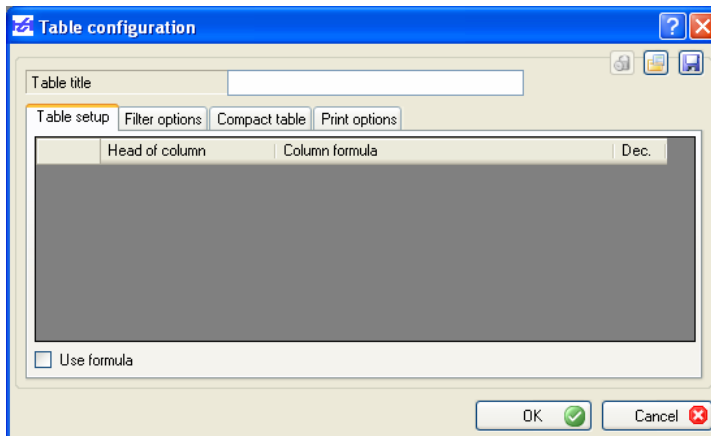 Table configuration
Table title
Table setup Filter options Compact table Print options
Head of column Column formula Dec.
Use formula
OK Cancel